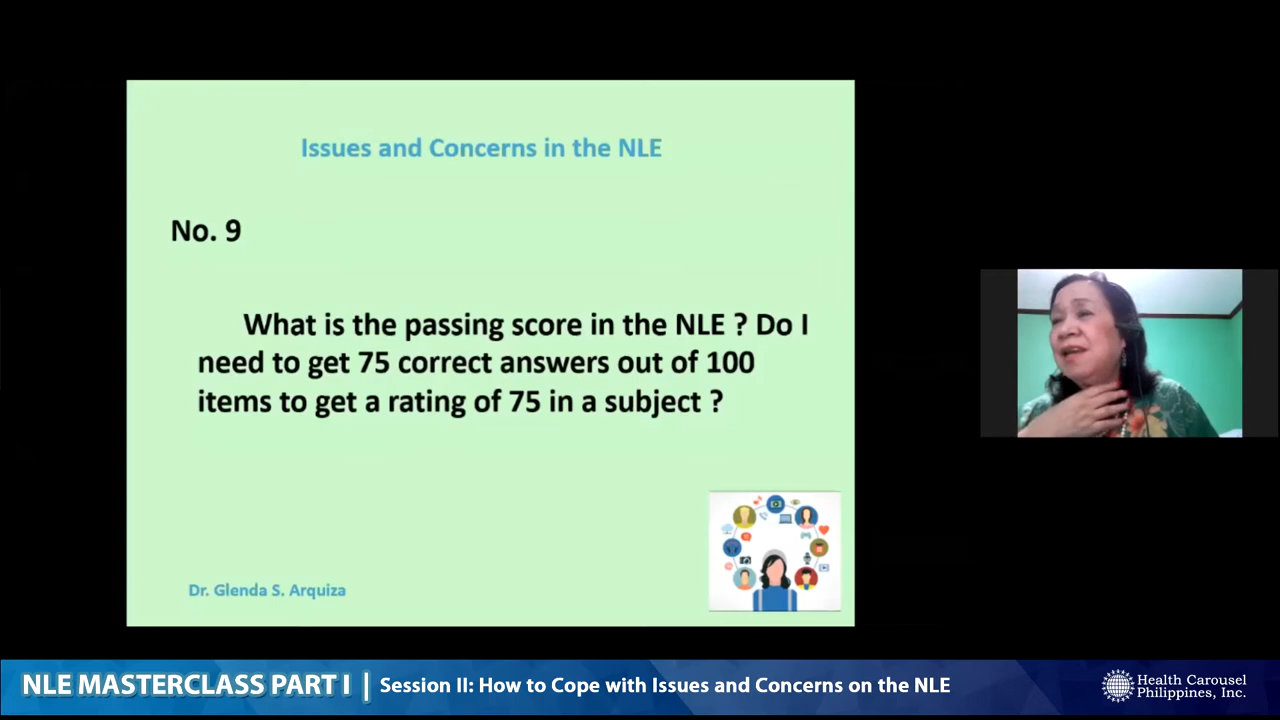 Issues and Concerns in the NLE
No. 9
What is the passing score in the NLE ? Do I
need to get 75 correct answers out of 100
items to get a rating of 75 in a subject ?
Dr. Glenda S. Arquiza
NLE MASTERCLASS PART I | Session II: How to Cope with Issues and Concerns on the NLE
Health Carousel
Philippines, Inc.